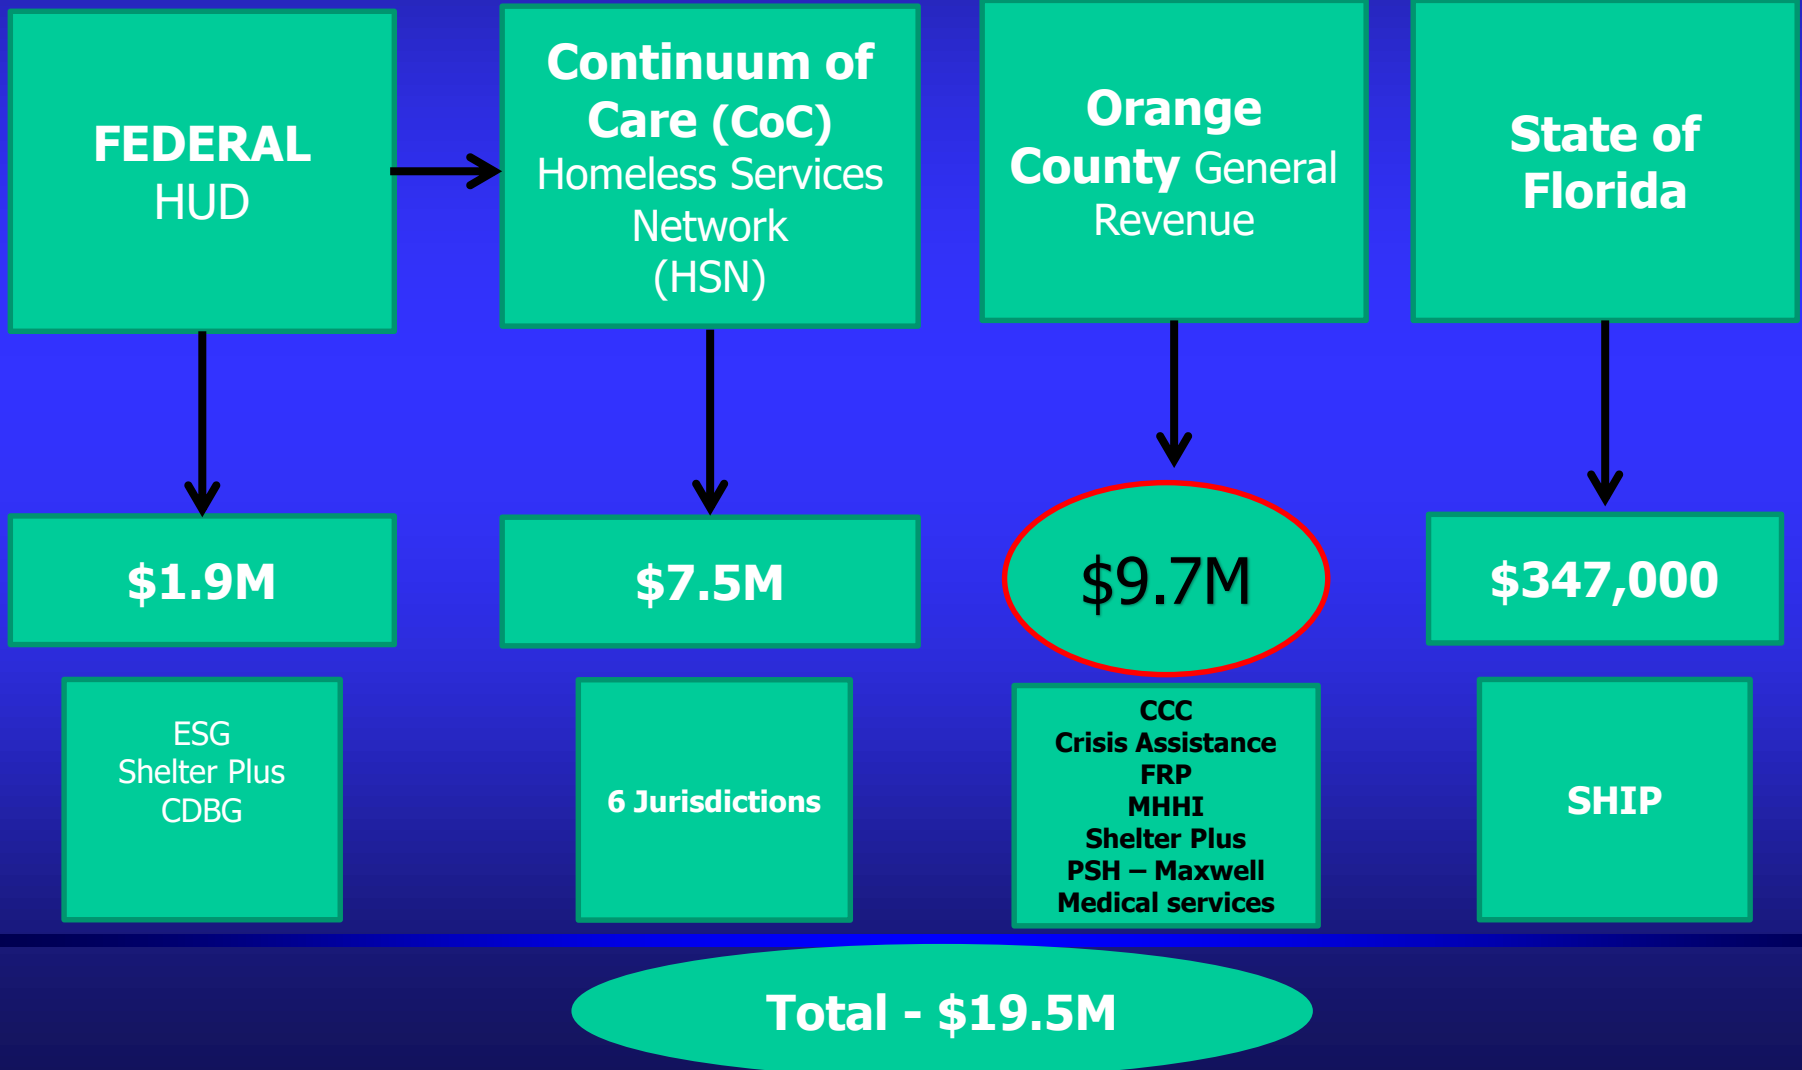 FEDERAL
HUD
Continuum of
Care (CoC)
Homeless Services
Network
(HSN)
Orange
County General
Revenue
State of
Florida
$1.9M
$7.5M
$9.7M
$347,000
ESG
Shelter Plus
CDBG
6 Jurisdictions
CCC
Crisis Assistance
FRP
MHHI
Shelter Plus
PSH – Maxwell
Medical services
SHIP
Total - $19.5M